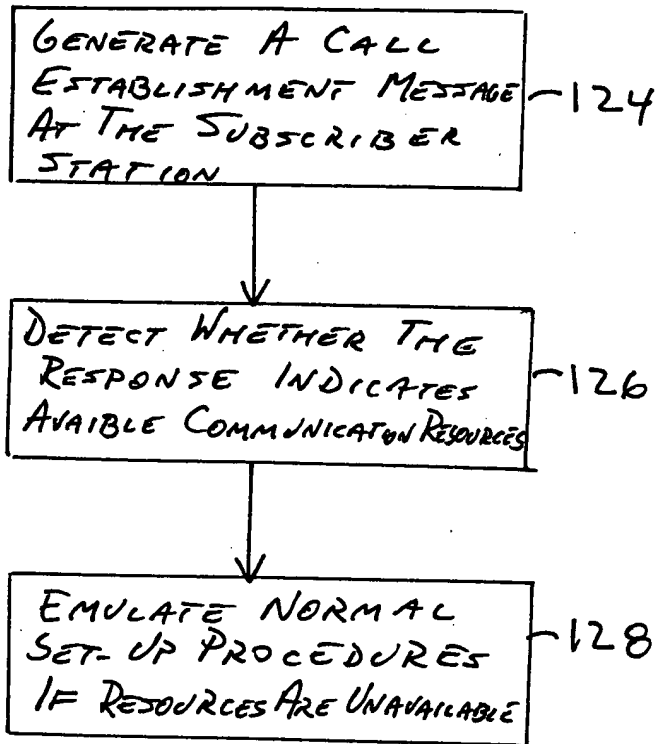 GENERATE A CALL
ESTABLISHMENT MESSAGE
AT THE SUBSCRIBER
STATION
124
DETECT WHETHER THE
RESPONSE INDICATES
AVAIBLE COMMUNICATON RESOURCES
126
EMULATE NORMAL
SET-UP PROCEDURES
IF RESOURCES ARE UNAVAILABLE
128